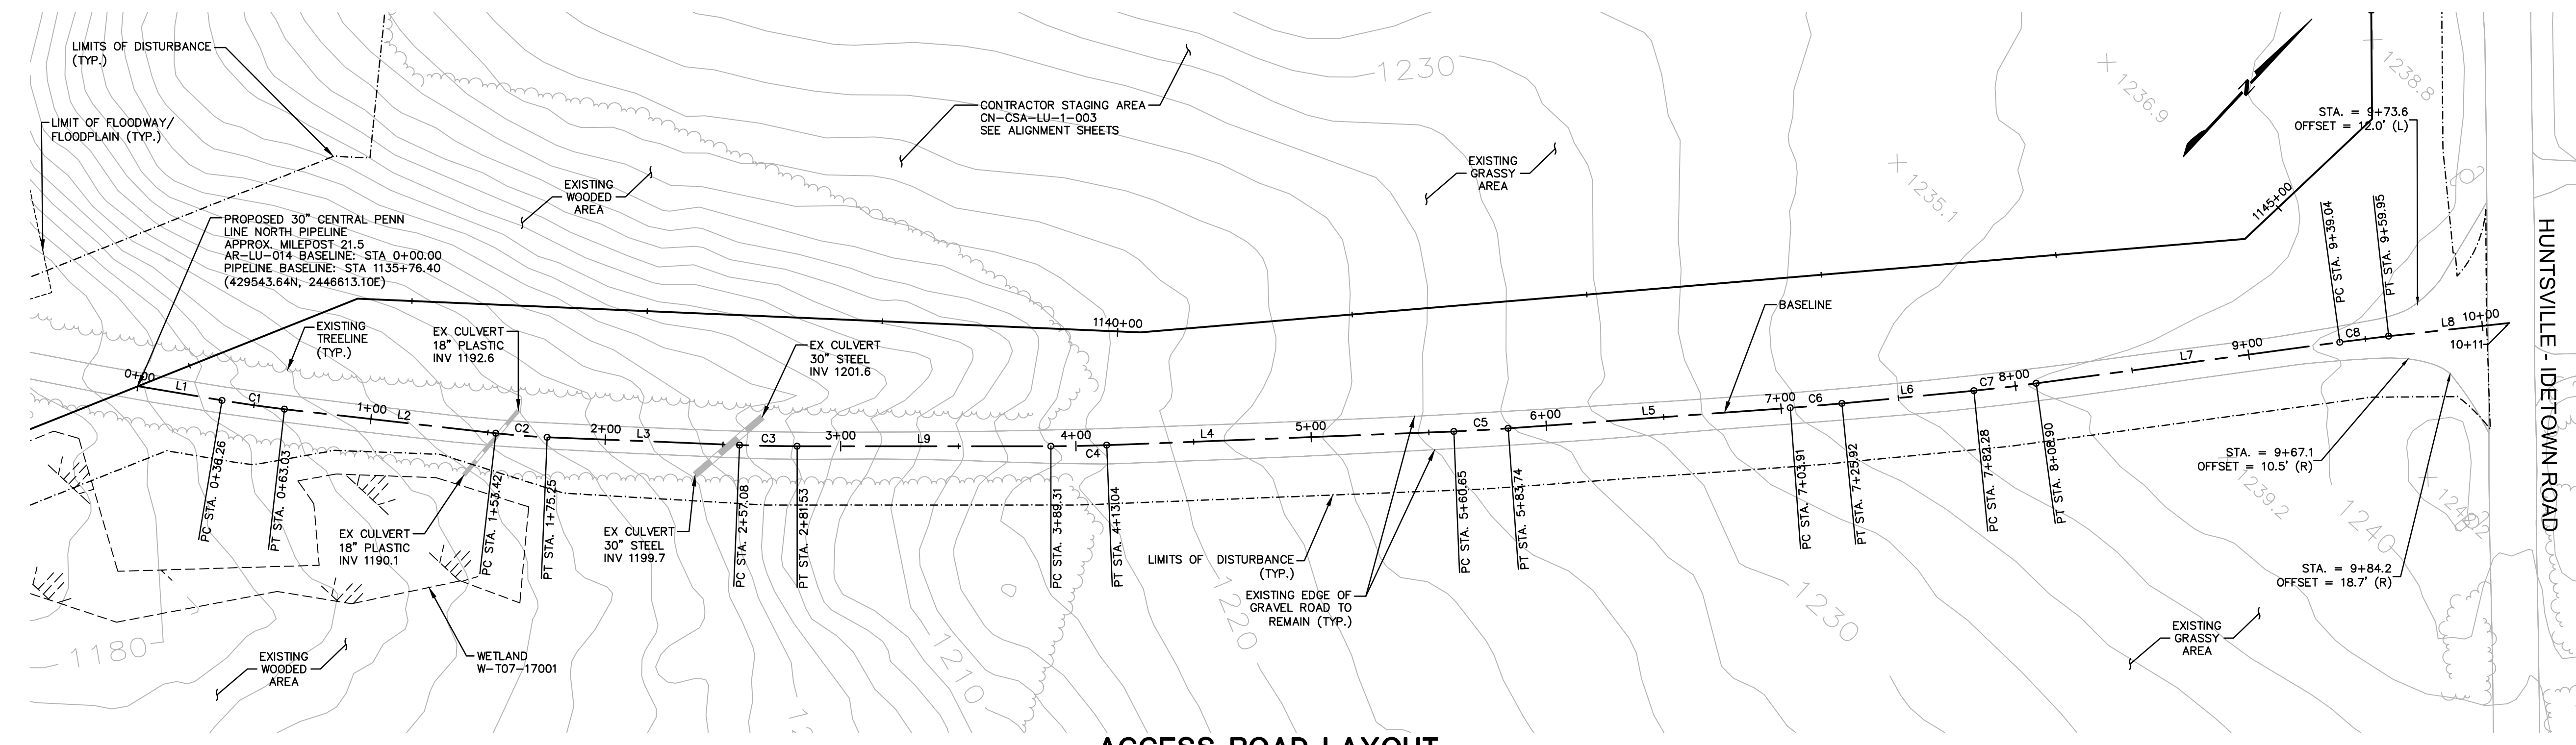 LIMITS OF DISTURBANCE
(TYP.)
LIMIT OF FLOODWAY/
FLOODPLAIN (TYP.)
PROPOSED 30" CENTRAL PENN
LINE NORTH PIPELINE
APPROX. MILEPOST 21.5
AR-LU-014 BASELINE: STA 0+00.00
PIPELINE BASELINE: STA 1135+76.40
(429543.64N, 2446613.10E)
EXISTING
WOODED
AREA
CONTRACTOR STAGING AREA
CN-CSA-LU-1-003
SEE ALIGNMENT SHEETS
1230
EXISTING
GRASSY
AREA
1236.9
1238.8
1235.1
N
STA. = 9+73.6
OFFSET = 12.0' (L)
1145+00
PC STA. 9+39.04
PT STA. 9+59.95
HUNTSVILLE - IDETOWN ROAD
EXISTING
TREELINE
(TYP.)
EX CULVERT
18" PLASTIC
INV 1192.6
EX CULVERT
30" STEEL
INV 1201.6
1140+00
BASELINE
0+00
L1
C1
1+00
L2
C2
2+00
L3
C3
3+00
L9
4+00
C4
L4
5+00
C5
6+00
L5
7+00
C6
L6
C7
8+00
L7
9+00
C8
L8
10+00
10+11
PC STA. 0+38.26
PT STA. 0+63.03
PC STA. 1+53.42
PT STA. 1+75.25
PC STA. 2+57.08
PT STA. 2+81.53
PC STA. 3+89.31
PT STA. 4+13.04
PC STA. 5+60.65
PT STA. 5+83.74
PC STA. 7+03.91
PT STA. 7+25.92
PC STA. 7+82.28
PT STA. 8+08.90
EX CULVERT
18" PLASTIC
INV 1190.1
EX CULVERT
30" STEEL
INV 1199.7
LIMITS OF DISTURBANCE
(TYP.)
EXISTING EDGE OF
GRAVEL ROAD TO
REMAIN (TYP.)
STA. = 9+67.1
OFFSET = 10.5' (R)
1239.2
1240
STA. = 9+84.2
OFFSET = 18.7' (R)
1180
EXISTING
WOODED
AREA
WETLAND
W-T07-17001
1210
1220
1230
EXISTING
GRASSY
AREA
ACCESS ROAD LAYOUT